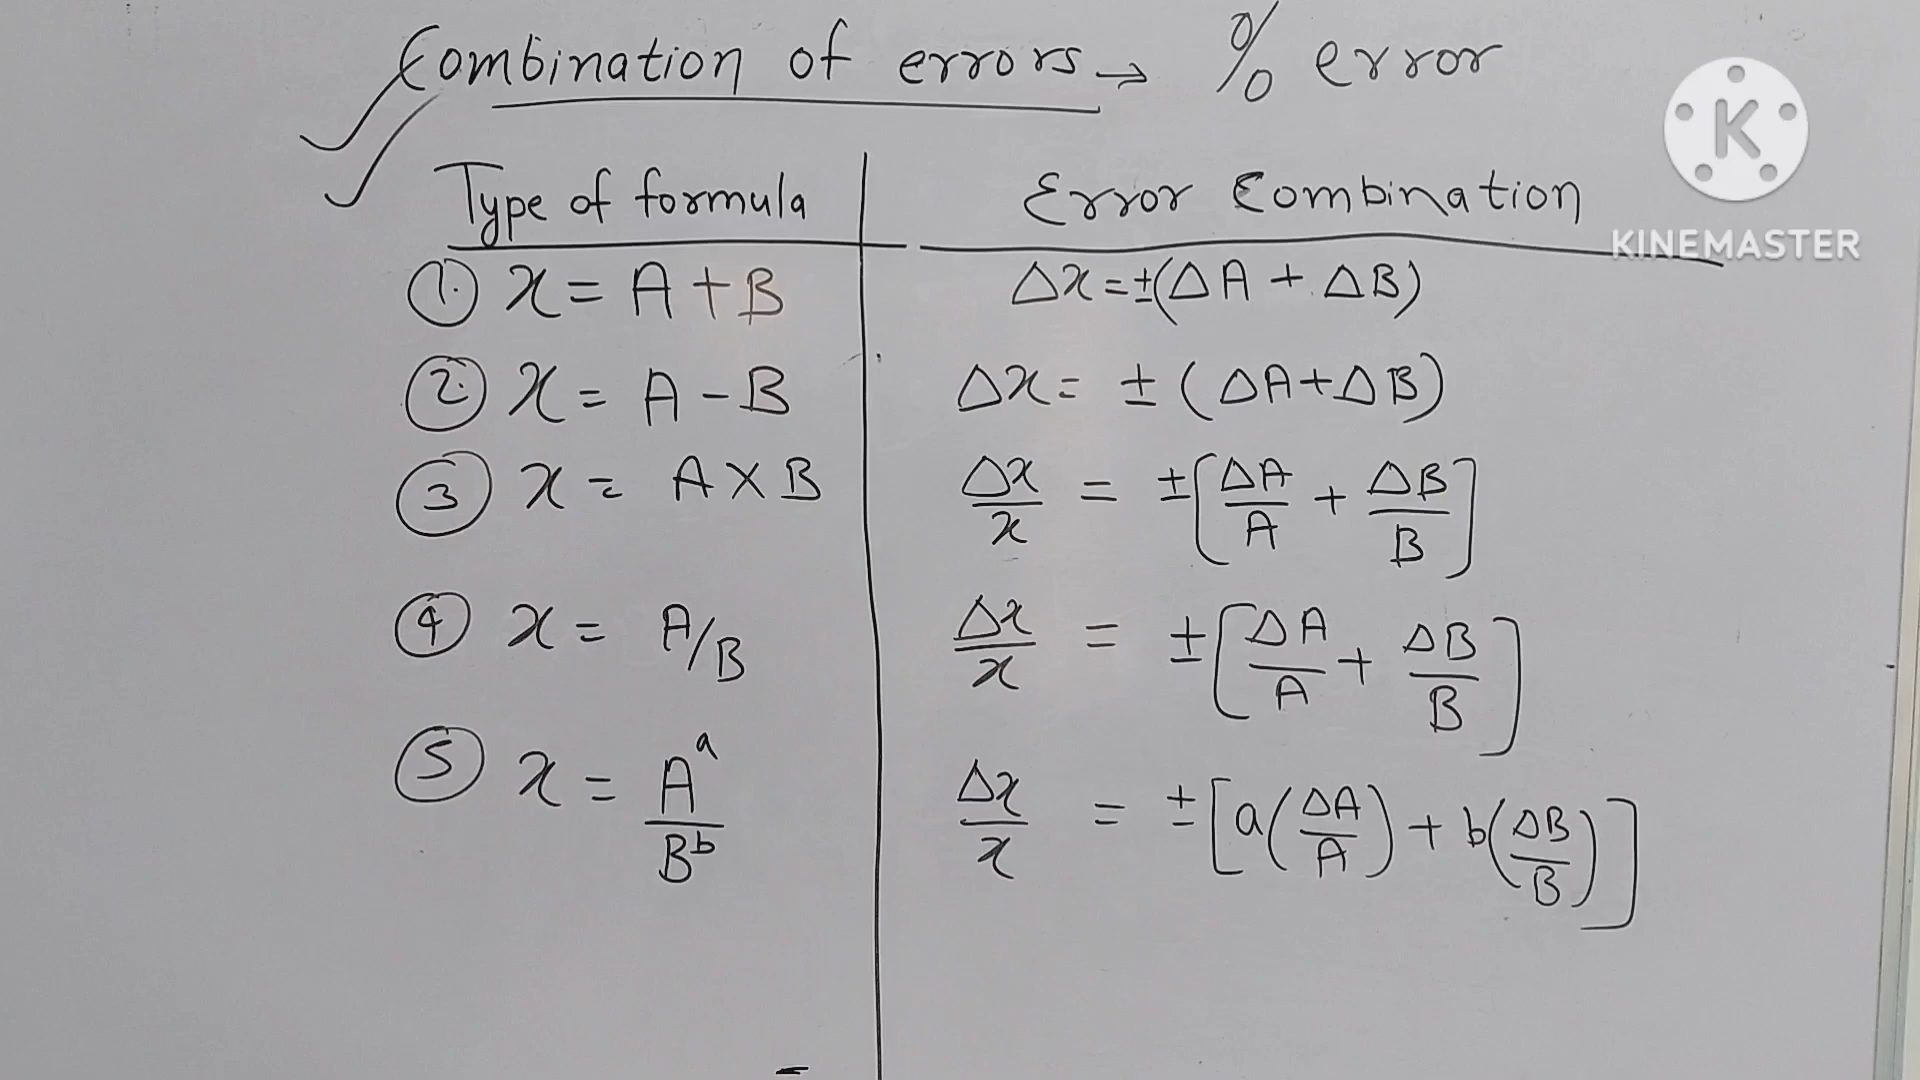 Combination of errors → % error
Type of formula | Error Combination
① x = A + B | Δx = ±(ΔA + ΔB)
② x = A - B | Δx = ± (ΔA + ΔB)
③ x = A × B | Δx/x = ±[ΔA/A + ΔB/B]
④ x = A/B | Δx/x = ±[ΔA/A + ΔB/B]
⑤ x = A^a/B^b | Δx/x = ±[a(ΔA/A) + b(ΔB/B)]
K
KINEMASTER